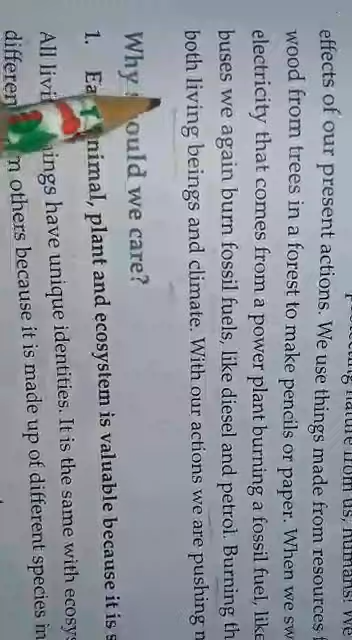 nature from us, humans! We
effects of our present actions. We use things made from resources
wood from trees in a forest to make pencils or paper. When we sw
electricity that comes from a power plant burning a fossil fuel, lik
buses we again burn fossil fuels, like diesel and petrol. Burning th
both living beings and climate. With our actions we are pushing
Why ould we care?
1. Ea nimal, plant and ecosystem is valuable because it is s
All livi ings have unique identities. It is the same with ecosys
differen m others because it is made up of different species in